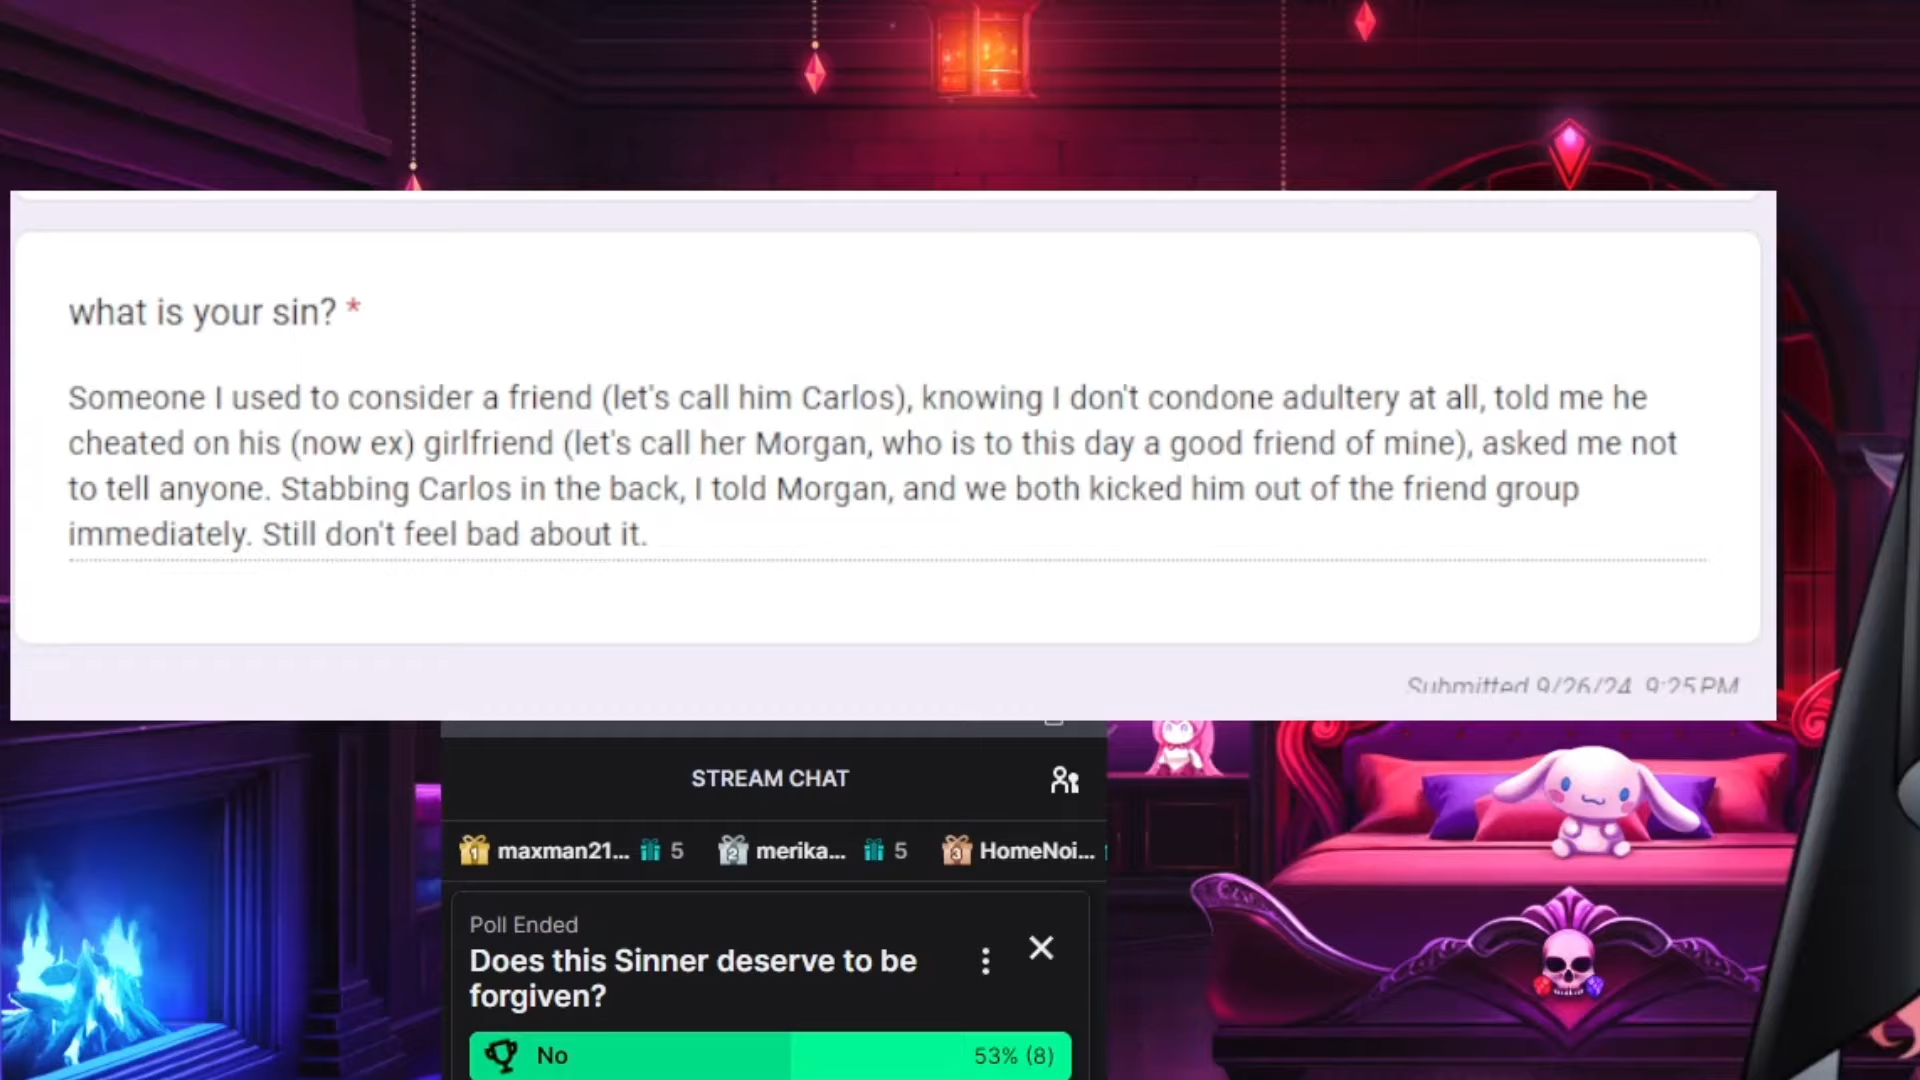 what is your sin? *
Someone I used to consider a friend (let's call him Carlos), knowing I don't condone adultery at all, told me he
cheated on his (now ex) girlfriend (let's call her Morgan, who is to this day a good friend of mine), asked me not
to tell anyone. Stabbing Carlos in the back, I told Morgan, and we both kicked him out of the friend group
immediately. Still don't feel bad about it.
Submitted 9/26/24, 9:25 PM
STREAM CHAT
1 maxman21... 5 2 merika... 5 3 HomeNoi...
Poll Ended
Does this Sinner deserve to be
forgiven?
No 53% (8)